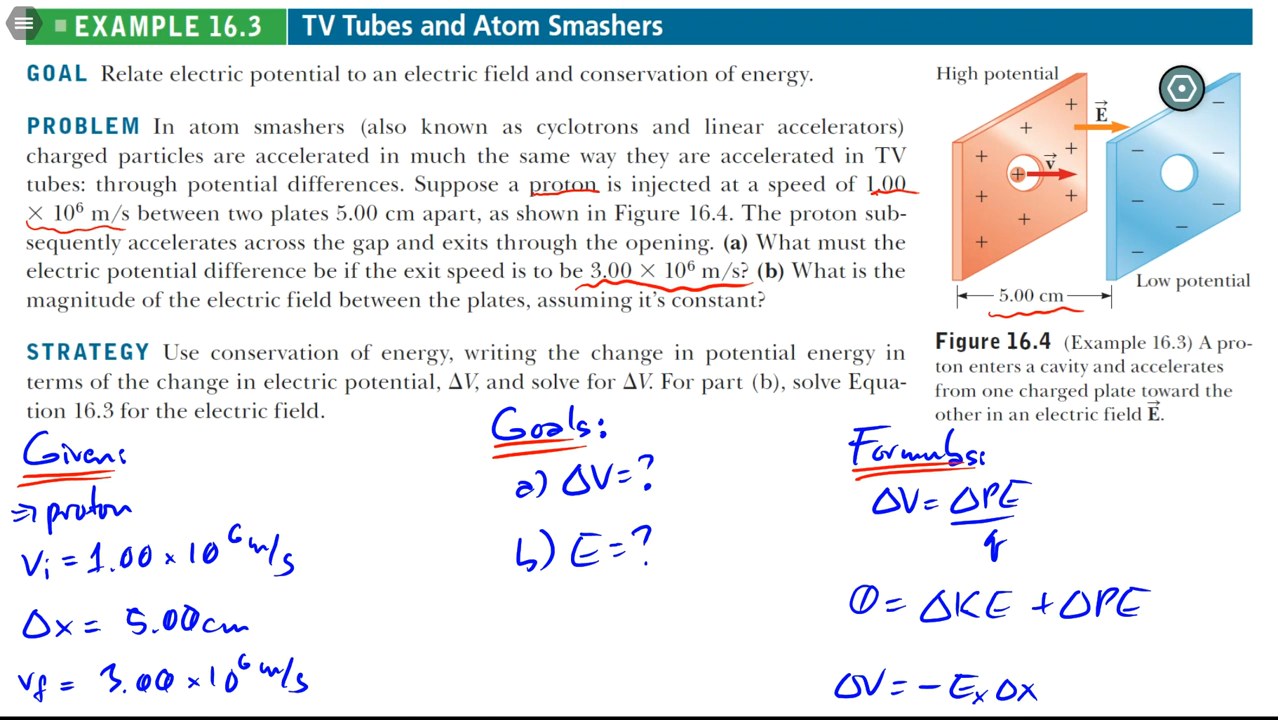 EXAMPLE 16.3 TV Tubes and Atom Smashers
GOAL Relate electric potential to an electric field and conservation of energy.
PROBLEM In atom smashers (also known as cyclotrons and linear accelerators)
charged particles are accelerated in much the same way they are accelerated in TV
tubes: through potential differences. Suppose a proton is injected at a speed of 1.00
× 10⁶ m/s between two plates 5.00 cm apart, as shown in Figure 16.4. The proton sub-
sequently accelerates across the gap and exits through the opening. (a) What must the
electric potential difference be if the exit speed is to be 3.00 × 10⁶ m/s? (b) What is the
magnitude of the electric field between the plates, assuming it's constant?
STRATEGY Use conservation of energy, writing the change in potential energy in
terms of the change in electric potential, ΔV, and solve for ΔV. For part (b), solve Equa-
tion 16.3 for the electric field.
High potential
E⃗
v⃗
Low potential
5.00 cm
Figure 16.4 (Example 16.3) A pro-
ton enters a cavity and accelerates
from one charged plate toward the
other in an electric field E⃗.
Given:
⇒ proton
vᵢ = 1.00 × 10⁶ m/s
Δx = 5.00 cm
v_f = 3.00 × 10⁶ m/s
Goals:
a) ΔV = ?
b) E = ?
Formulas:
ΔV = ΔPE
q
0 = ΔKE + ΔPE
ΔV = -Eₓ Δx